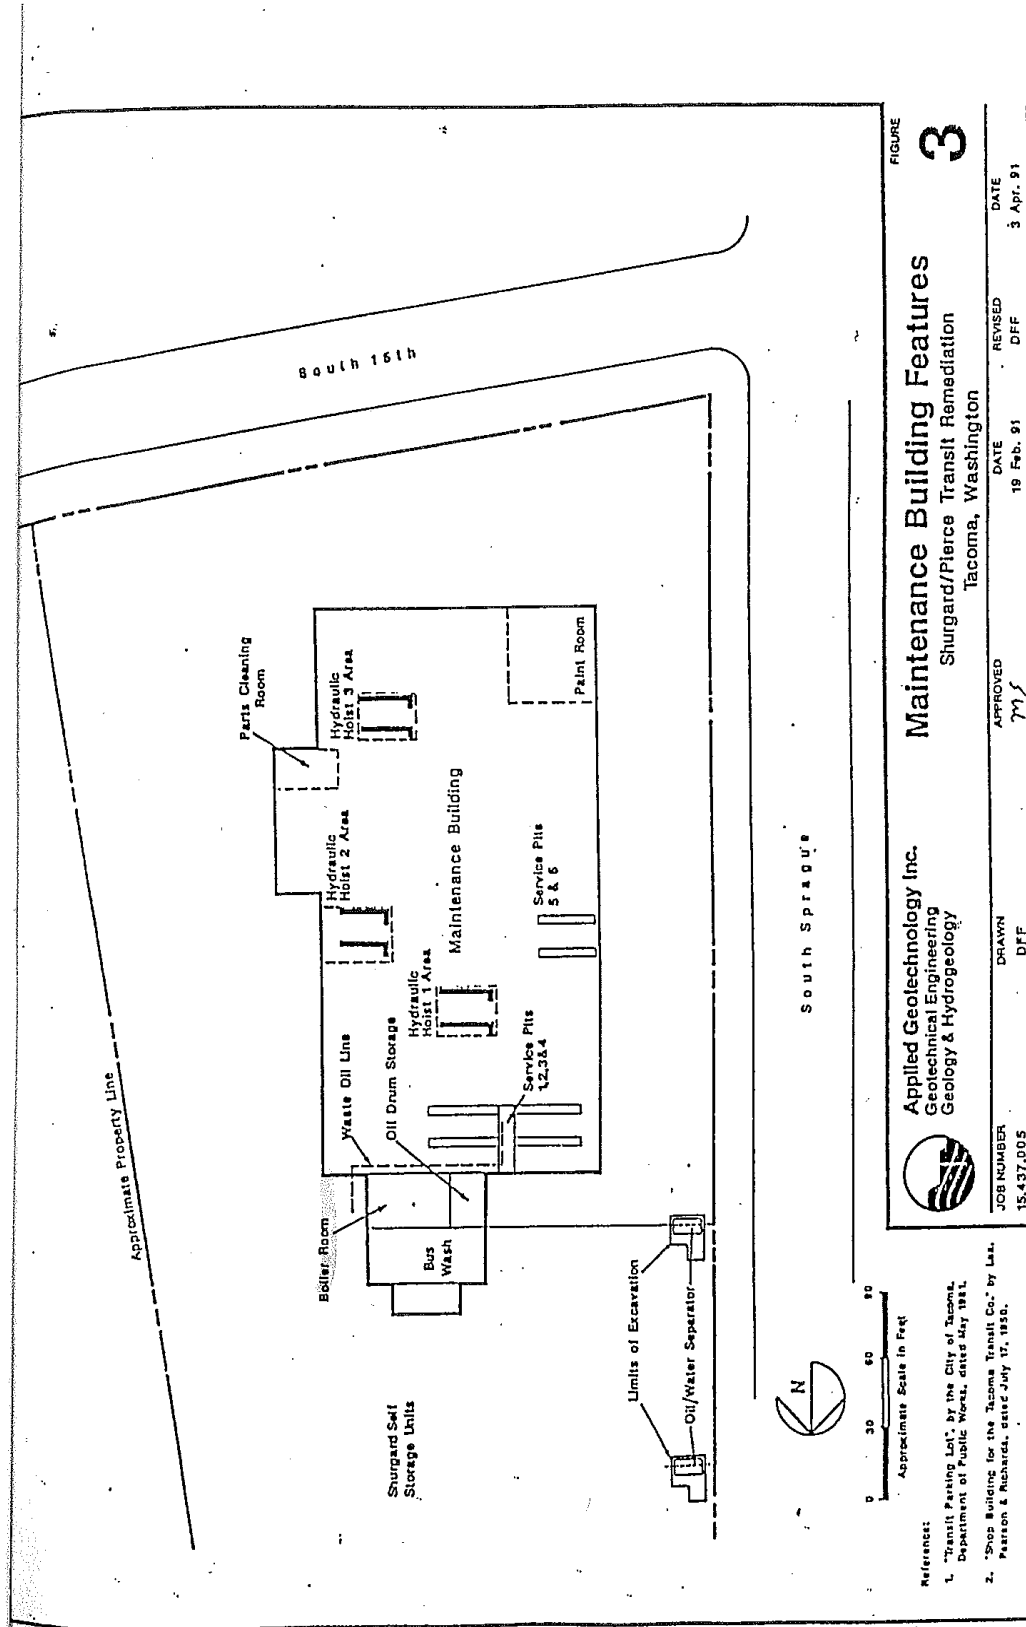 South 16th
Approximate Property Line
Parts Cleaning
Room
Hydraulic
Hoist 3 Area
Hydraulic
Hoist 2 Area
Hydraulic
Hoist 1 Area
Maintenance Building
Paint Room
Service Pits
5 & 6
Service Pits
1,2,3&4
Waste Oil Line
Oil Drum Storage
Boiler Room
Bus
Wash
Shurgard Self
Storage Units
Limits of Excavation
Oil/Water Separator
South Sprague
N
0 30 60 90
Approximate Scale in Feet
Reference:
1. "Transit Parking Lot", by the City of Tacoma,
Department of Public Works, dated May 1981.
2. "Shop Building for the Tacoma Transit Co." by Lea,
Pearson & Richards, dated July 17, 1950.
Applied Geotechnology Inc.
Geotechnical Engineering
Geology & Hydrogeology
Maintenance Building Features
Shurgard/Pierce Transit Remediation
Tacoma, Washington
FIGURE
3
JOB NUMBER DRAWN APPROVED DATE REVISED DATE
15,437.005 DFF MS 19 Feb. 91 DFF 3 Apr. 91